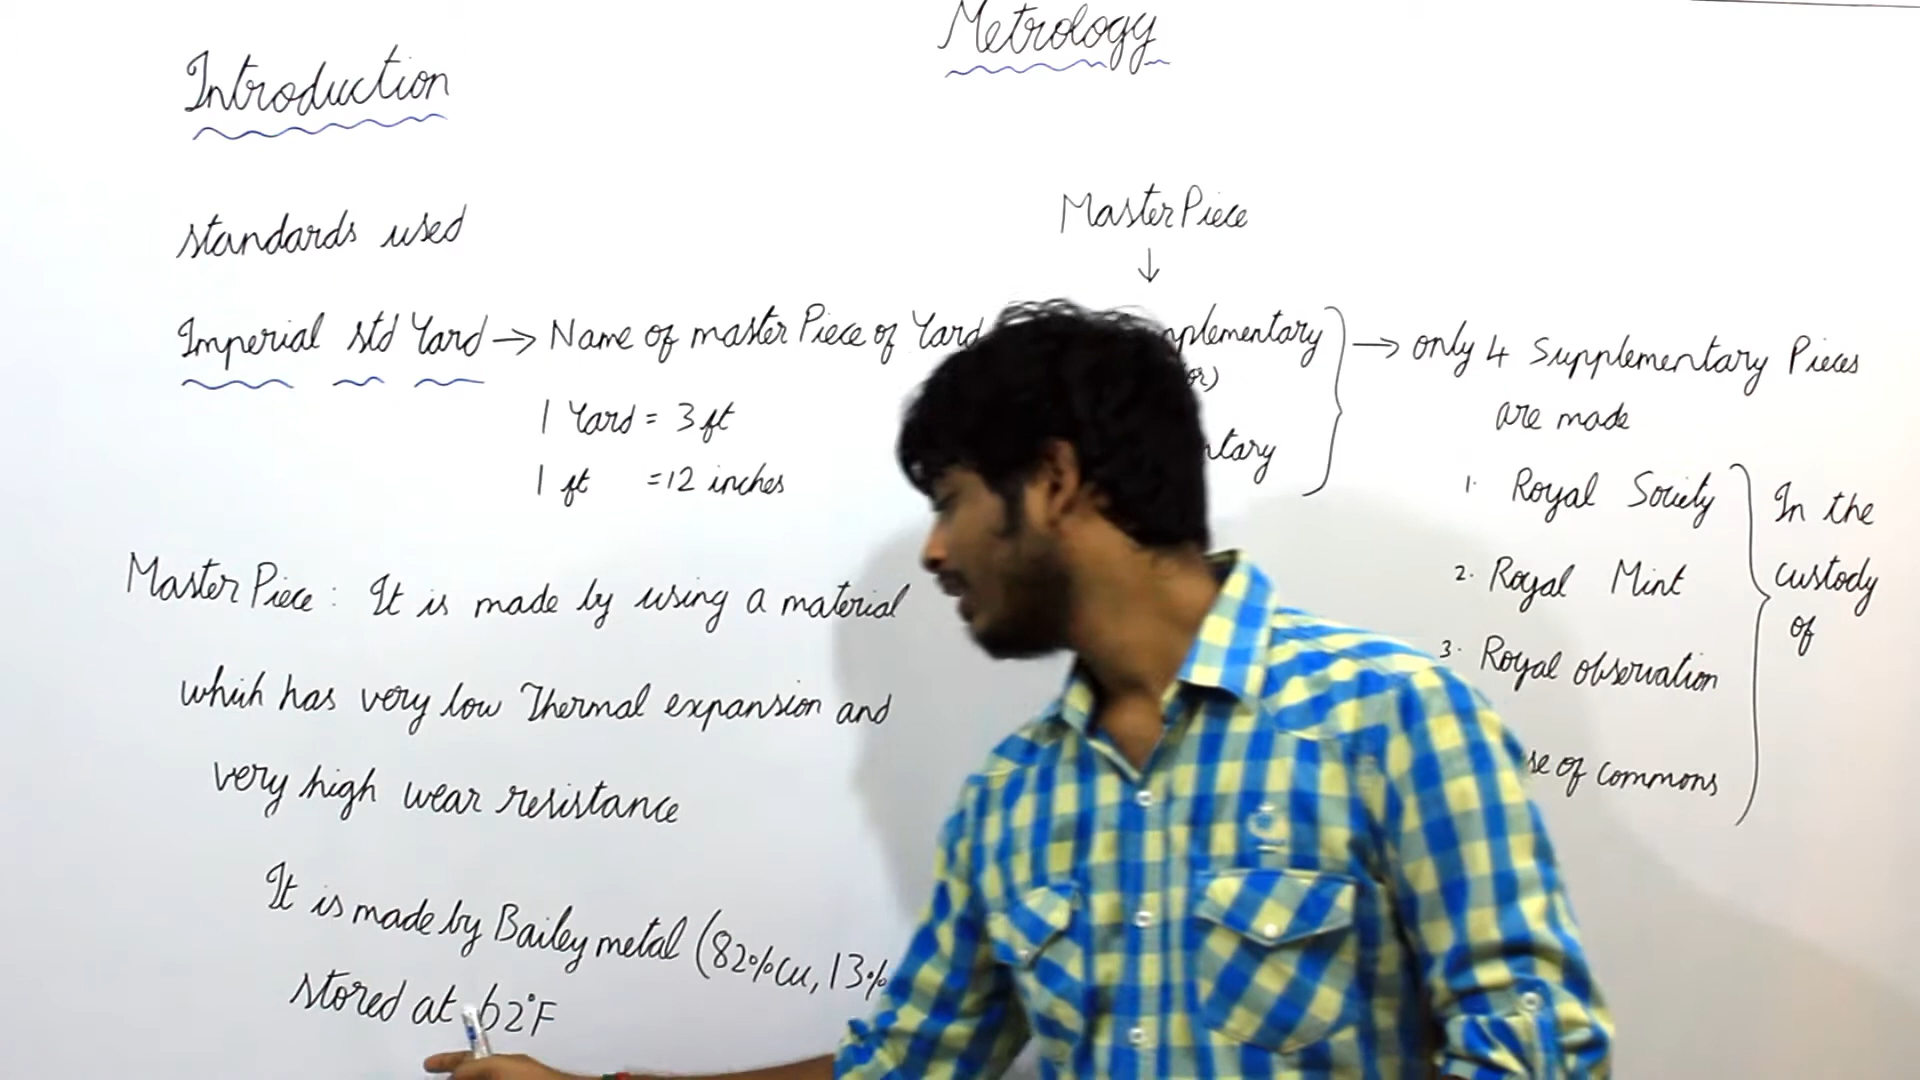 Metrology
Introduction
standards used
Imperial std Yard → Name of master Piece of Yard
1 Yard = 3 ft
1 ft = 12 inches
Master Piece : It is made by using a material
which has very low Thermal expansion and
very high wear resistance
It is made by Bailey metal (82% Cu, 13%
stored at 62°F
Master Piece
↓
→ only 4 Supplementary Pieces
are made
1. Royal Society
2. Royal Mint
3. Royal observation
of commons
In the
custody
of